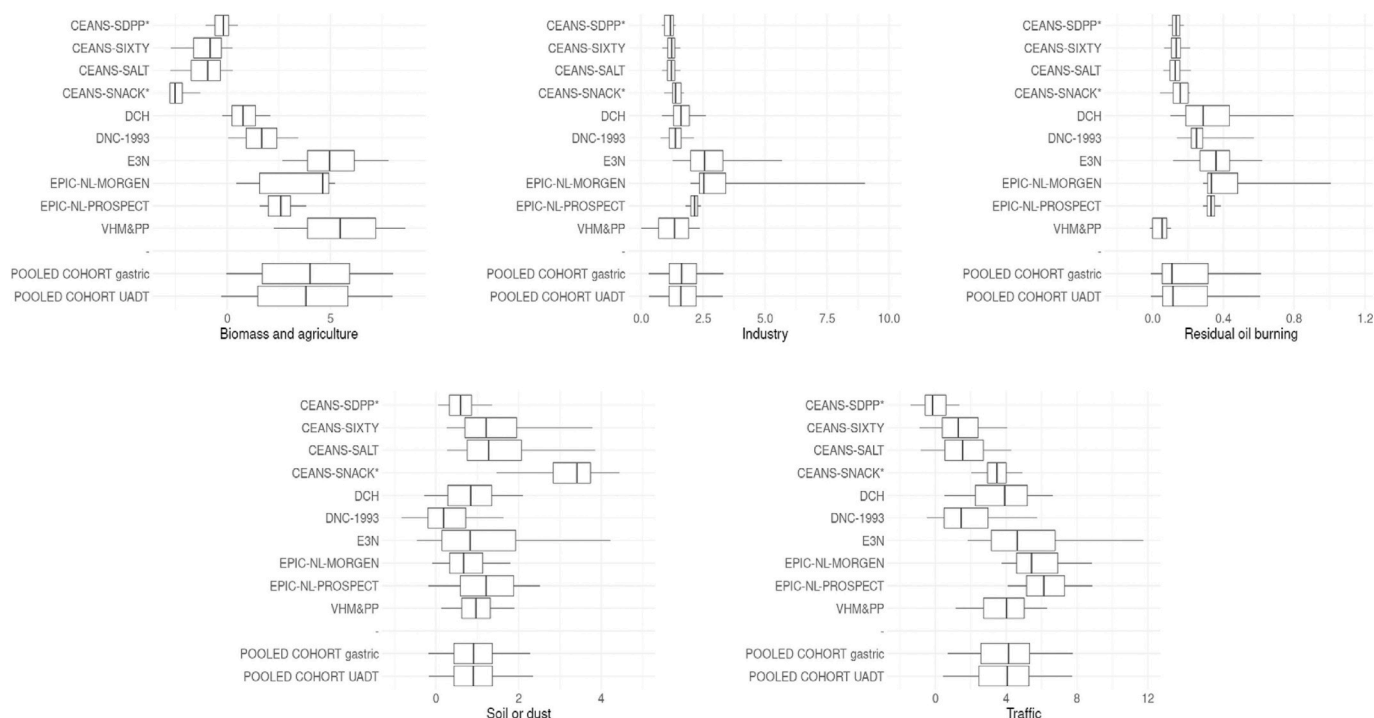 CEANS-SDPP*
CEANS-SIXTY
CEANS-SALT
CEANS-SNACK*
DCH
DNC-1993
E3N
EPIC-NL-MORGEN
EPIC-NL-PROSPECT
VHM&PP
-
POOLED COHORT gastric
POOLED COHORT UADT
0 5
Biomass and agriculture
CEANS-SDPP*
CEANS-SIXTY
CEANS-SALT
CEANS-SNACK*
DCH
DNC-1993
E3N
EPIC-NL-MORGEN
EPIC-NL-PROSPECT
VHM&PP
-
POOLED COHORT gastric
POOLED COHORT UADT
0.0 2.5 5.0 7.5 10.0
Industry
CEANS-SDPP*
CEANS-SIXTY
CEANS-SALT
CEANS-SNACK*
DCH
DNC-1993
E3N
EPIC-NL-MORGEN
EPIC-NL-PROSPECT
VHM&PP
-
POOLED COHORT gastric
POOLED COHORT UADT
0.0 0.4 0.8 1.2
Residual oil burning
CEANS-SDPP*
CEANS-SIXTY
CEANS-SALT
CEANS-SNACK*
DCH
DNC-1993
E3N
EPIC-NL-MORGEN
EPIC-NL-PROSPECT
VHM&PP
-
POOLED COHORT gastric
POOLED COHORT UADT
0 2 4
Soil or dust
CEANS-SDPP*
CEANS-SIXTY
CEANS-SALT
CEANS-SNACK*
DCH
DNC-1993
E3N
EPIC-NL-MORGEN
EPIC-NL-PROSPECT
VHM&PP
-
POOLED COHORT gastric
POOLED COHORT UADT
0 4 8 12
Traffic